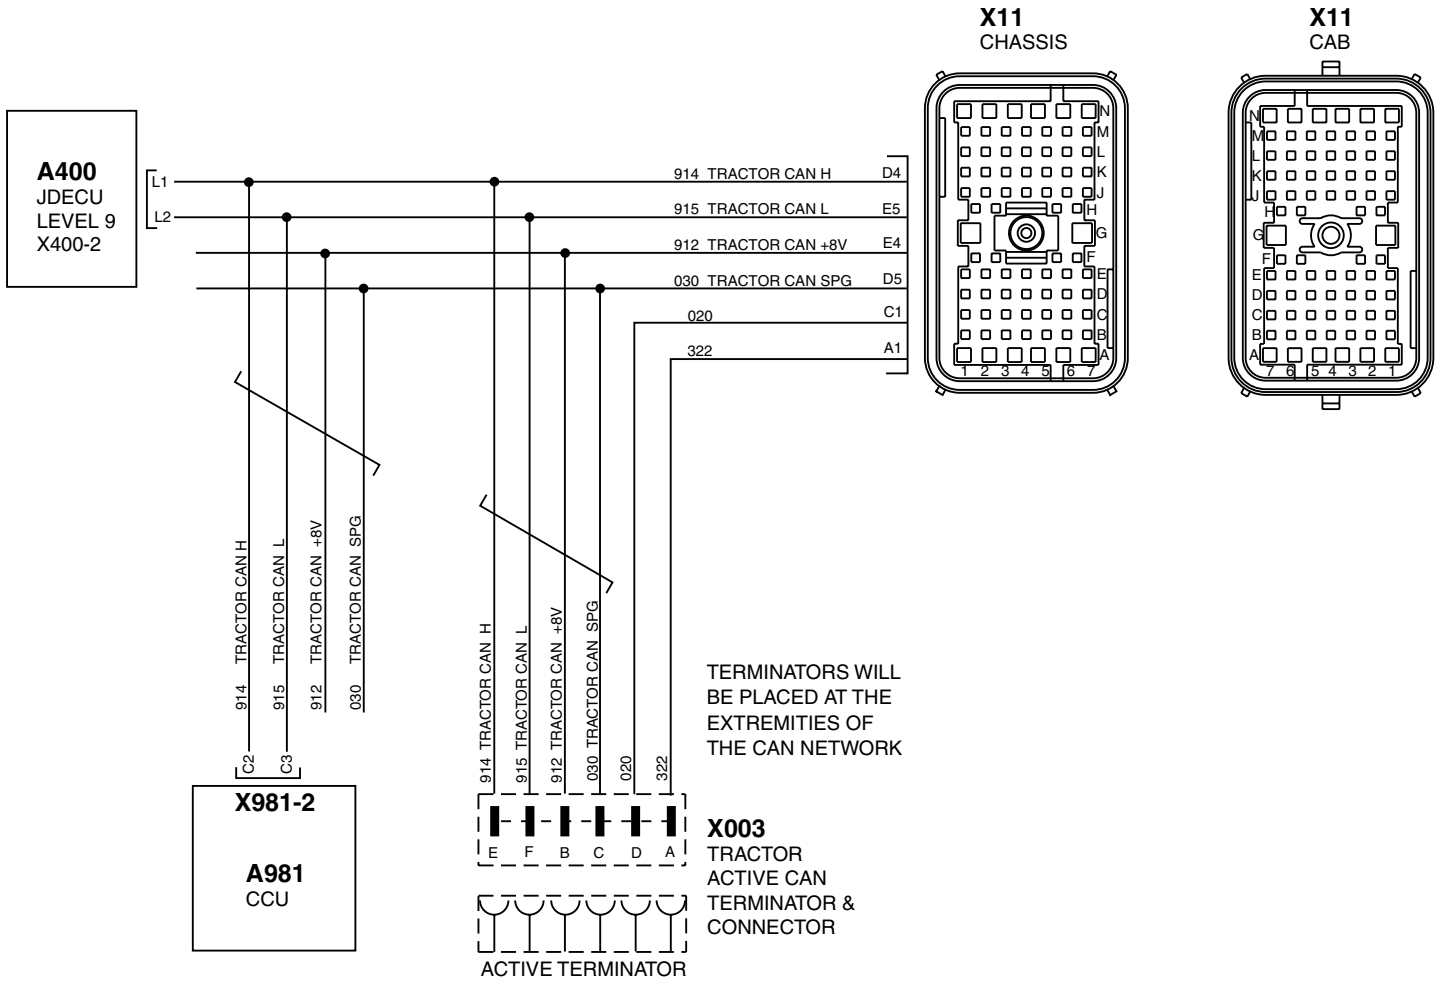 X11
CHASSIS
X11
CAB
A400
JDECU
LEVEL 9
X400-2
L1
L2
914 TRACTOR CAN H
D4
915 TRACTOR CAN L
E5
912 TRACTOR CAN +8V
E4
030 TRACTOR CAN SPG
D5
020
C1
322
A1
N
M
L
K
J
H
G
F
E
D
C
B
A
1 2 3 4 5 6 7
N
M
L
K
J
H
G
F
E
D
C
B
A
7 6 5 4 3 2 1
914 TRACTOR CAN H
915 TRACTOR CAN L
912 TRACTOR CAN +8V
030 TRACTOR CAN SPG
914 TRACTOR CAN H
915 TRACTOR CAN L
912 TRACTOR CAN +8V
030 TRACTOR CAN SPG
020
322
TERMINATORS WILL
BE PLACED AT THE
EXTREMITIES OF
THE CAN NETWORK
C2
C3
X981-2
A981
CCU
E F B C D A
X003
TRACTOR
ACTIVE CAN
TERMINATOR &
CONNECTOR
ACTIVE TERMINATOR